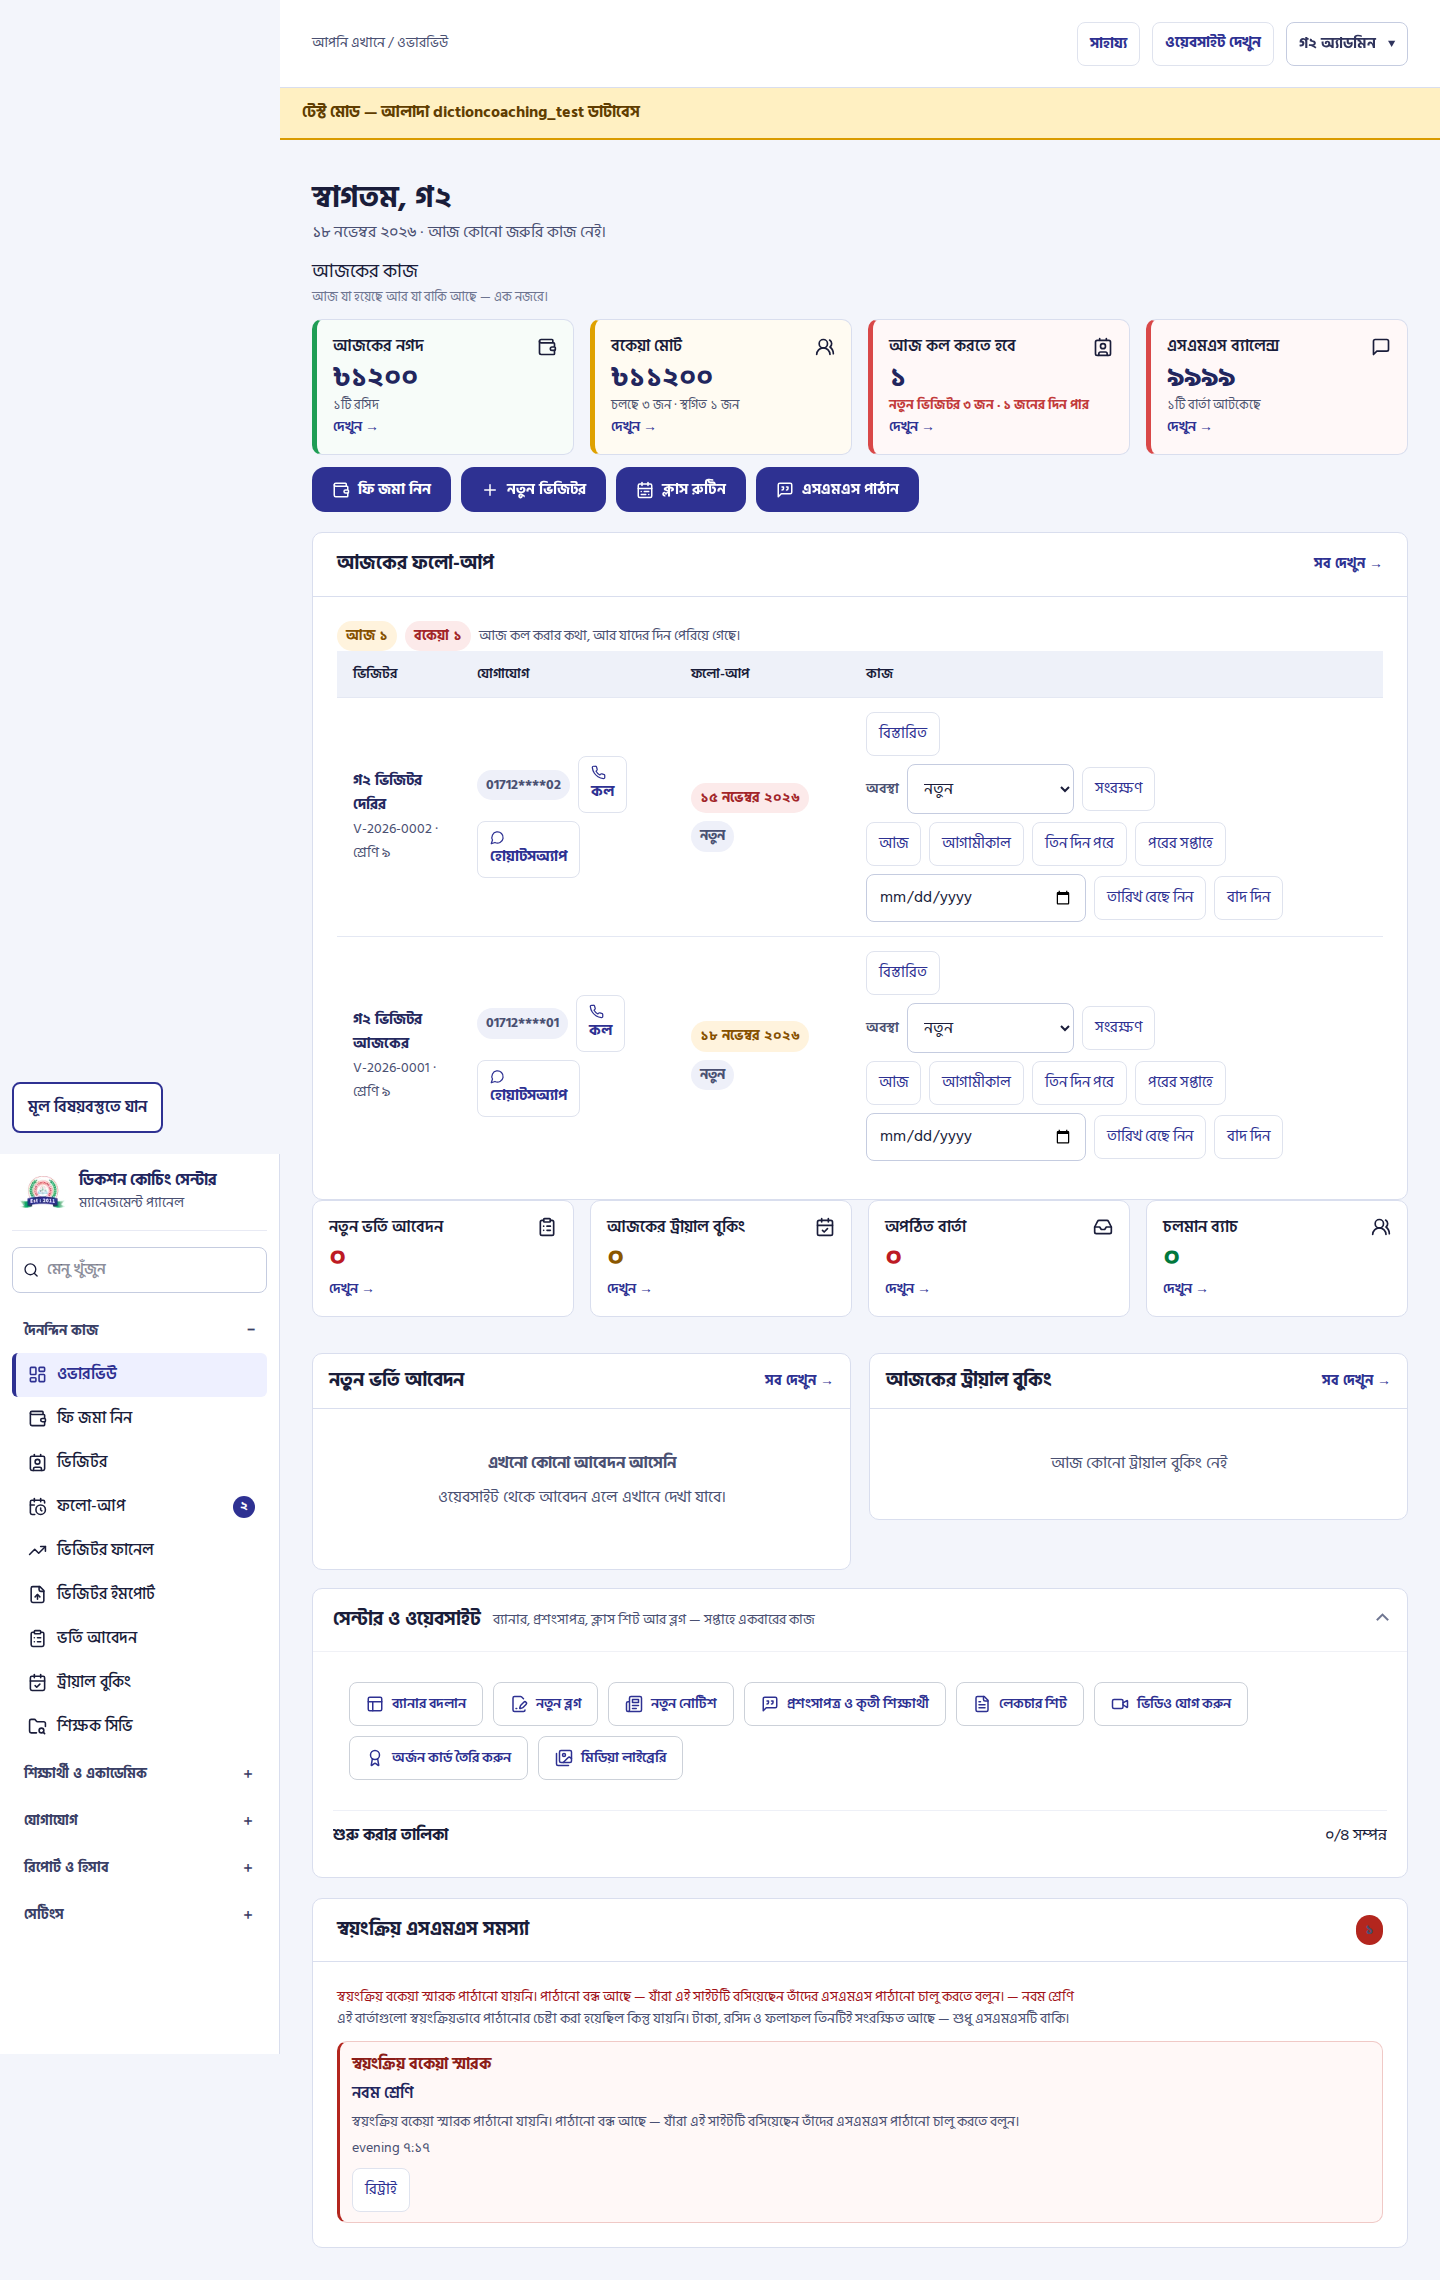 আপনি এখানে / ওভারভিউ
সাহায্য
ওয়েবসাইট দেখুন
গ২ অ্যাডমিন
টেস্ট মোড — আলাদা dictioncoaching_test ডাটাবেস
স্বাগতম, গ২
১৮ নভেম্বর ২০২৬ · আজ কোনো জরুরি কাজ নেই।
আজকের কাজ
আজ যা হয়েছে আর যা বাকি আছে — এক নজরে।
আজকের নগদ
৳১২০০
১টি রসিদ
দেখুন →
বকেয়া মোট
৳১১২০০
চলছে ৩ জন · স্থগিত ১ জন
দেখুন →
আজ কল করতে হবে
১
নতুন ভিজিটর ৩ জন · ১ জনের দিন পার
দেখুন →
এসএমএস ব্যালেন্স
৯৯৯৯
১টি বার্তা আটকেছে
দেখুন →
ফি জমা নিন
নতুন ভিজিটর
ক্লাস রুটিন
এসএমএস পাঠান
আজকের ফলো-আপ
সব দেখুন →
আজ ১ বকেয়া ১ আজ কল করার কথা, আর যাদের দিন পেরিয়ে গেছে।
ভিজিটর যোগাযোগ ফলো-আপ কাজ
গ২ ভিজিটর
দেরির
V-2026-0002 ·
শ্রেণি ৯
01712****02
কল
হোয়াটসঅ্যাপ
১৫ নভেম্বর ২০২৬
নতুন
বিস্তারিত
অবস্থা নতুন সংরক্ষণ
আজ আগামীকাল তিন দিন পরে পরের সপ্তাহে
mm/dd/yyyy তারিখ বেছে নিন বাদ দিন
গ২ ভিজিটর
আজকের
V-2026-0001 ·
শ্রেণি ৯
01712****01
কল
হোয়াটসঅ্যাপ
১৮ নভেম্বর ২০২৬
নতুন
বিস্তারিত
অবস্থা নতুন সংরক্ষণ
আজ আগামীকাল তিন দিন পরে পরের সপ্তাহে
mm/dd/yyyy তারিখ বেছে নিন বাদ দিন
মূল বিষয়বস্তুতে যান
ডিকশন কোচিং সেন্টার
ম্যানেজমেন্ট প্যানেল
মেনু খুঁজুন
দৈনন্দিন কাজ −
ওভারভিউ
ফি জমা নিন
ভিজিটর
ফলো-আপ ২
ভিজিটর ফানেল
ভিজিটর ইমপোর্ট
ভর্তি আবেদন
ট্রায়াল বুকিং
শিক্ষক সিভি
শিক্ষার্থী ও একাডেমিক +
যোগাযোগ +
রিপোর্ট ও হিসাব +
সেটিংস +
নতুন ভর্তি আবেদন
০
দেখুন →
আজকের ট্রায়াল বুকিং
০
দেখুন →
অপঠিত বার্তা
০
দেখুন →
চলমান ব্যাচ
০
দেখুন →
নতুন ভর্তি আবেদন
সব দেখুন →
এখনো কোনো আবেদন আসেনি
ওয়েবসাইট থেকে আবেদন এলে এখানে দেখা যাবে।
আজকের ট্রায়াল বুকিং
সব দেখুন →
আজ কোনো ট্রায়াল বুকিং নেই
সেন্টার ও ওয়েবসাইট ব্যানার, প্রশংসাপত্র, ক্লাস শিট আর ব্লগ — সপ্তাহে একবারের কাজ
ব্যানার বদলান
নতুন ব্লগ
নতুন নোটিশ
প্রশংসাপত্র ও কৃতী শিক্ষার্থী
লেকচার শিট
ভিডিও যোগ করুন
অর্জন কার্ড তৈরি করুন
মিডিয়া লাইব্রেরি
শুরু করার তালিকা
০/৪ সম্পন্ন
স্বয়ংক্রিয় এসএমএস সমস্যা
স্বয়ংক্রিয় বকেয়া স্মারক পাঠানো যায়নি। পাঠানো বন্ধ আছে — যাঁরা এই সাইটটি বসিয়েছেন তাঁদের এসএমএস পাঠানো চালু করতে বলুন। — নবম শ্রেণি
এই বার্তাগুলো স্বয়ংক্রিয়ভাবে পাঠানোর চেষ্টা করা হয়েছিল কিন্তু যায়নি। টাকা, রসিদ ও ফলাফল তিনটিই সংরক্ষিত আছে — শুধু এসএমএসটি বাকি।
স্বয়ংক্রিয় বকেয়া স্মারক
নবম শ্রেণি
স্বয়ংক্রিয় বকেয়া স্মারক পাঠানো যায়নি। পাঠানো বন্ধ আছে — যাঁরা এই সাইটটি বসিয়েছেন তাঁদের এসএমএস পাঠানো চালু করতে বলুন।
evening ৭:১৭
রিট্রাই